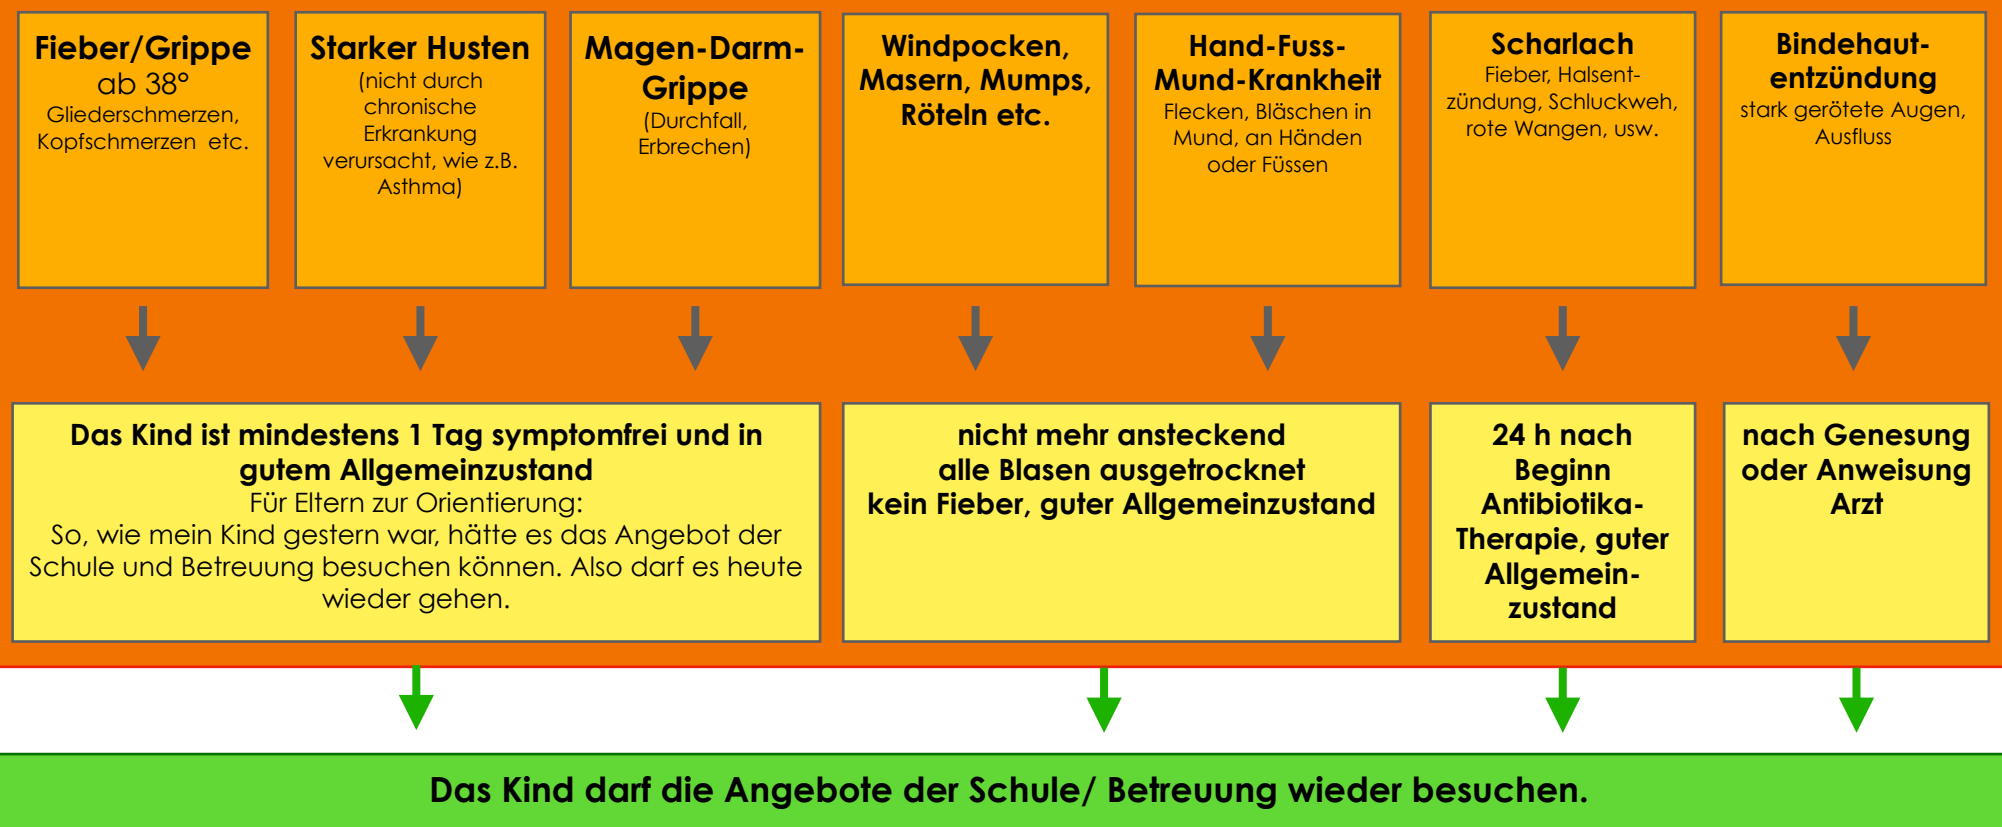 Fieber/Grippe
ab 38°
Gliederschmerzen,
Kopfschmerzen etc.
Starker Husten
(nicht durch
chronische
Erkrankung
verursacht, wie z.B.
Asthma)
Magen-Darm-
Grippe
(Durchfall,
Erbrechen)
Windpocken,
Masern, Mumps,
Röteln etc.
Hand-Fuss-
Mund-Krankheit
Flecken, Bläschen in
Mund, an Händen
oder Füssen
Scharlach
Fieber, Halsent-
zündung, Schluckweh,
rote Wangen, usw.
Bindehaut-
entzündung
stark gerötete Augen,
Ausfluss
Das Kind ist mindestens 1 Tag symptomfrei und in
gutem Allgemeinzustand
Für Eltern zur Orientierung:
So, wie mein Kind gestern war, hätte es das Angebot der
Schule und Betreuung besuchen können. Also darf es heute
wieder gehen.
nicht mehr ansteckend
alle Blasen ausgetrocknet
kein Fieber, guter Allgemeinzustand
24 h nach
Beginn
Antibiotika-
Therapie, guter
Allgemein-
zustand
nach Genesung
oder Anweisung
Arzt
Das Kind darf die Angebote der Schule/ Betreuung wieder besuchen.